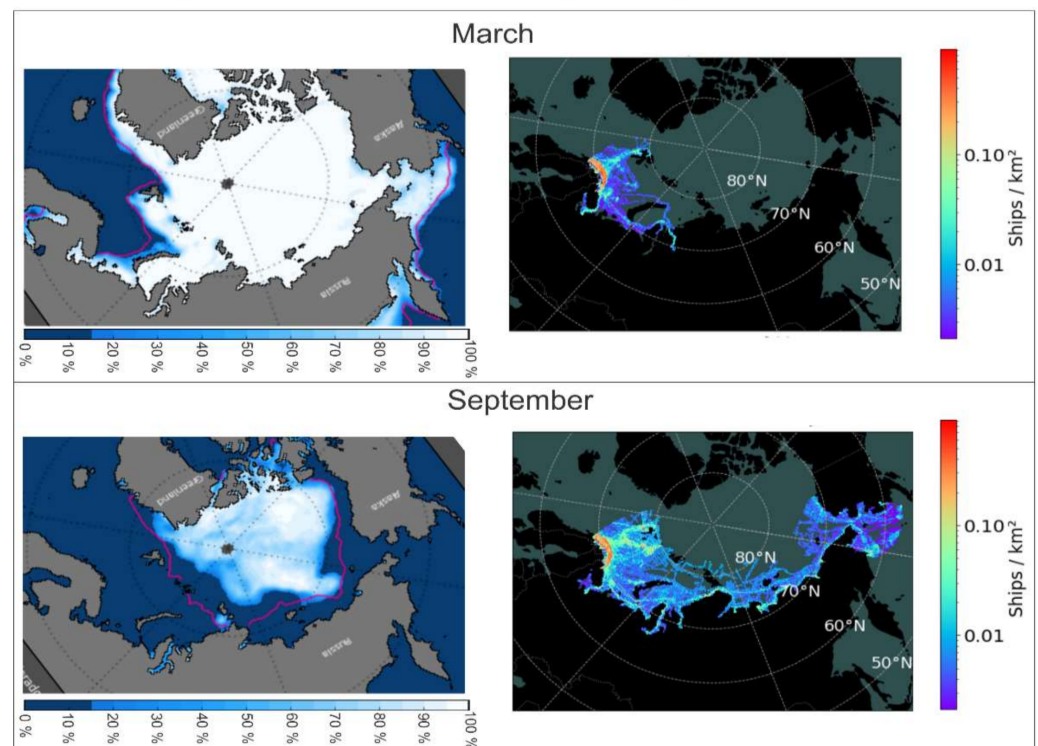 March
Greenland
Alaska
Russia
0 %
10 %
20 %
30 %
40 %
50 %
60 %
70 %
80 %
90 %
100 %
80°N
70°N
60°N
50°N
0.10
0.01
Ships / km²
September
Greenland
Alaska
Russia
0 %
10 %
20 %
30 %
40 %
50 %
60 %
70 %
80 %
90 %
100 %
80°N
70°N
60°N
50°N
0.10
0.01
Ships / km²